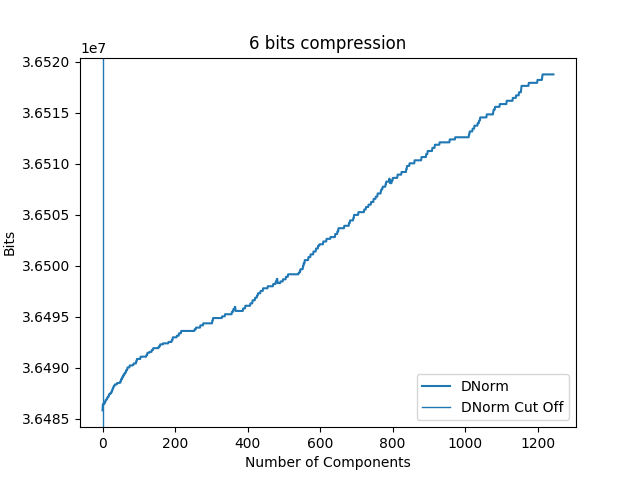 6 bits compression
1e7
3.6520
3.6515
3.6510
3.6505
3.6500
3.6495
3.6490
3.6485
Bits
0 200 400 600 800 1000 1200
Number of Components
DNorm
DNorm Cut Off